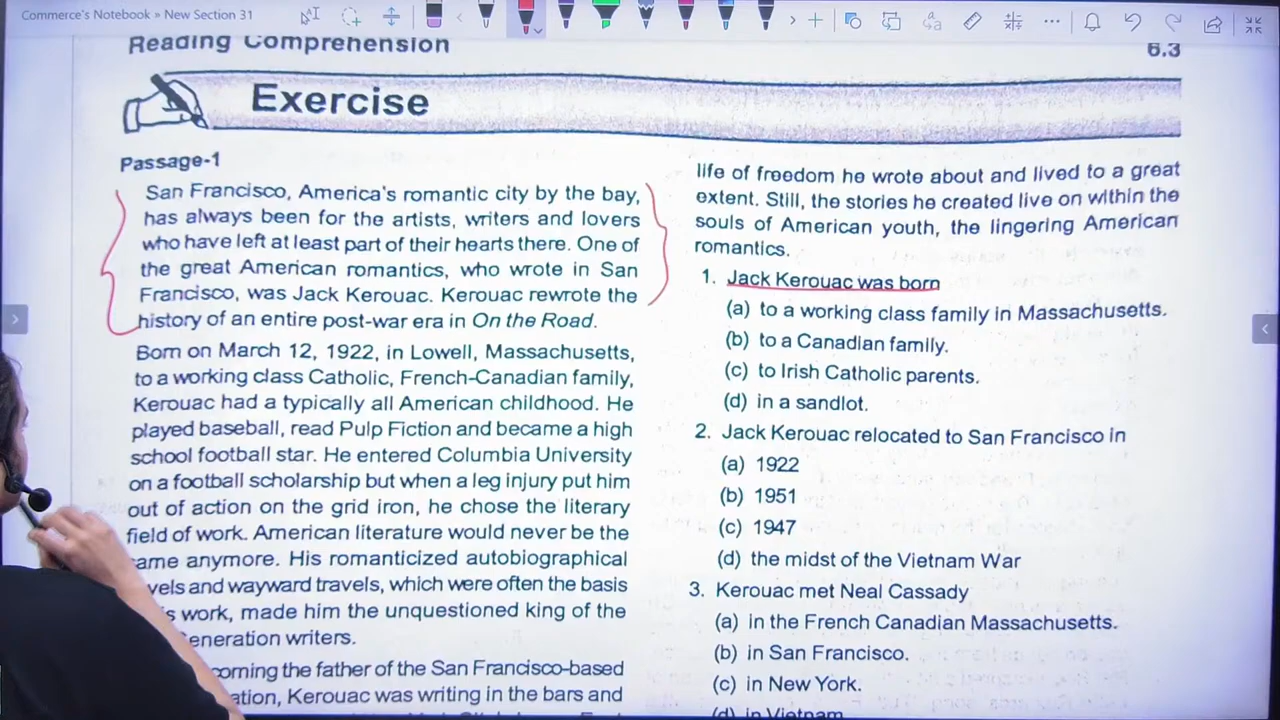 Commerce's Notebook » New Section 31
Reading Comprehension
6.3
Exercise
Passage-1
San Francisco, America's romantic city by the bay,
has always been for the artists, writers and lovers
who have left at least part of their hearts there. One of
the great American romantics, who wrote in San
Francisco, was Jack Kerouac. Kerouac rewrote the
history of an entire post-war era in On the Road.
Born on March 12, 1922, in Lowell, Massachusetts,
to a working class Catholic, French-Canadian family,
Kerouac had a typically all American childhood. He
played baseball, read Pulp Fiction and became a high
school football star. He entered Columbia University
on a football scholarship but when a leg injury put him
out of action on the grid iron, he chose the literary
field of work. American literature would never be the
ame anymore. His romanticized autobiographical
vels and wayward travels, which were often the basis
s work, made him the unquestioned king of the
eneration writers.
oming the father of the San Francisco-based
ation, Kerouac was writing in the bars and
life of freedom he wrote about and lived to a great
extent. Still, the stories he created live on within the
souls of American youth, the lingering American
romantics.
1. Jack Kerouac was born
(a) to a working class family in Massachusetts.
(b) to a Canadian family.
(c) to Irish Catholic parents.
(d) in a sandlot.
2. Jack Kerouac relocated to San Francisco in
(a) 1922
(b) 1951
(c) 1947
(d) the midst of the Vietnam War
3. Kerouac met Neal Cassady
(a) in the French Canadian Massachusetts.
(b) in San Francisco.
(c) in New York.
(d) in Vietnam